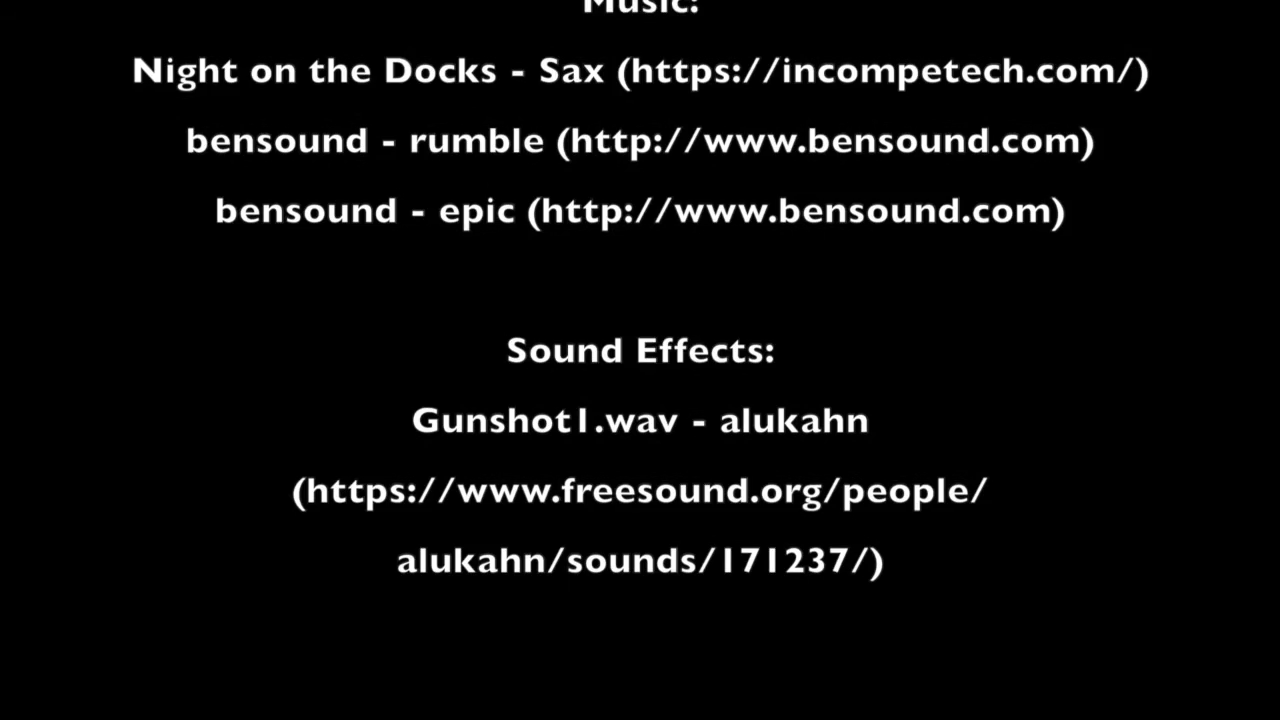 Music:
Night on the Docks - Sax (https://incompetech.com/)
bensound - rumble (http://www.bensound.com)
bensound - epic (http://www.bensound.com)
Sound Effects:
Gunshot1.wav - alukahn
(https://www.freesound.org/people/
alukahn/sounds/171237/)